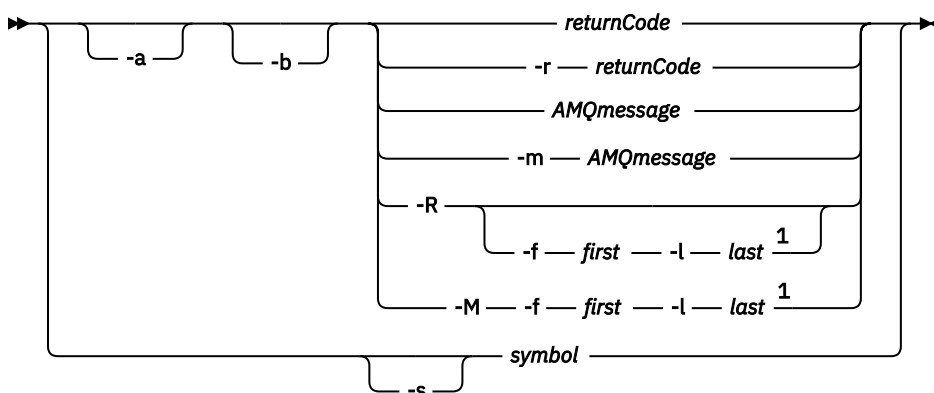 returnCode
-a
-b
-r returnCode
AMQmessage
-m AMQmessage
-R
-f first -l last 1
-M -f first -l last 1
symbol
-s